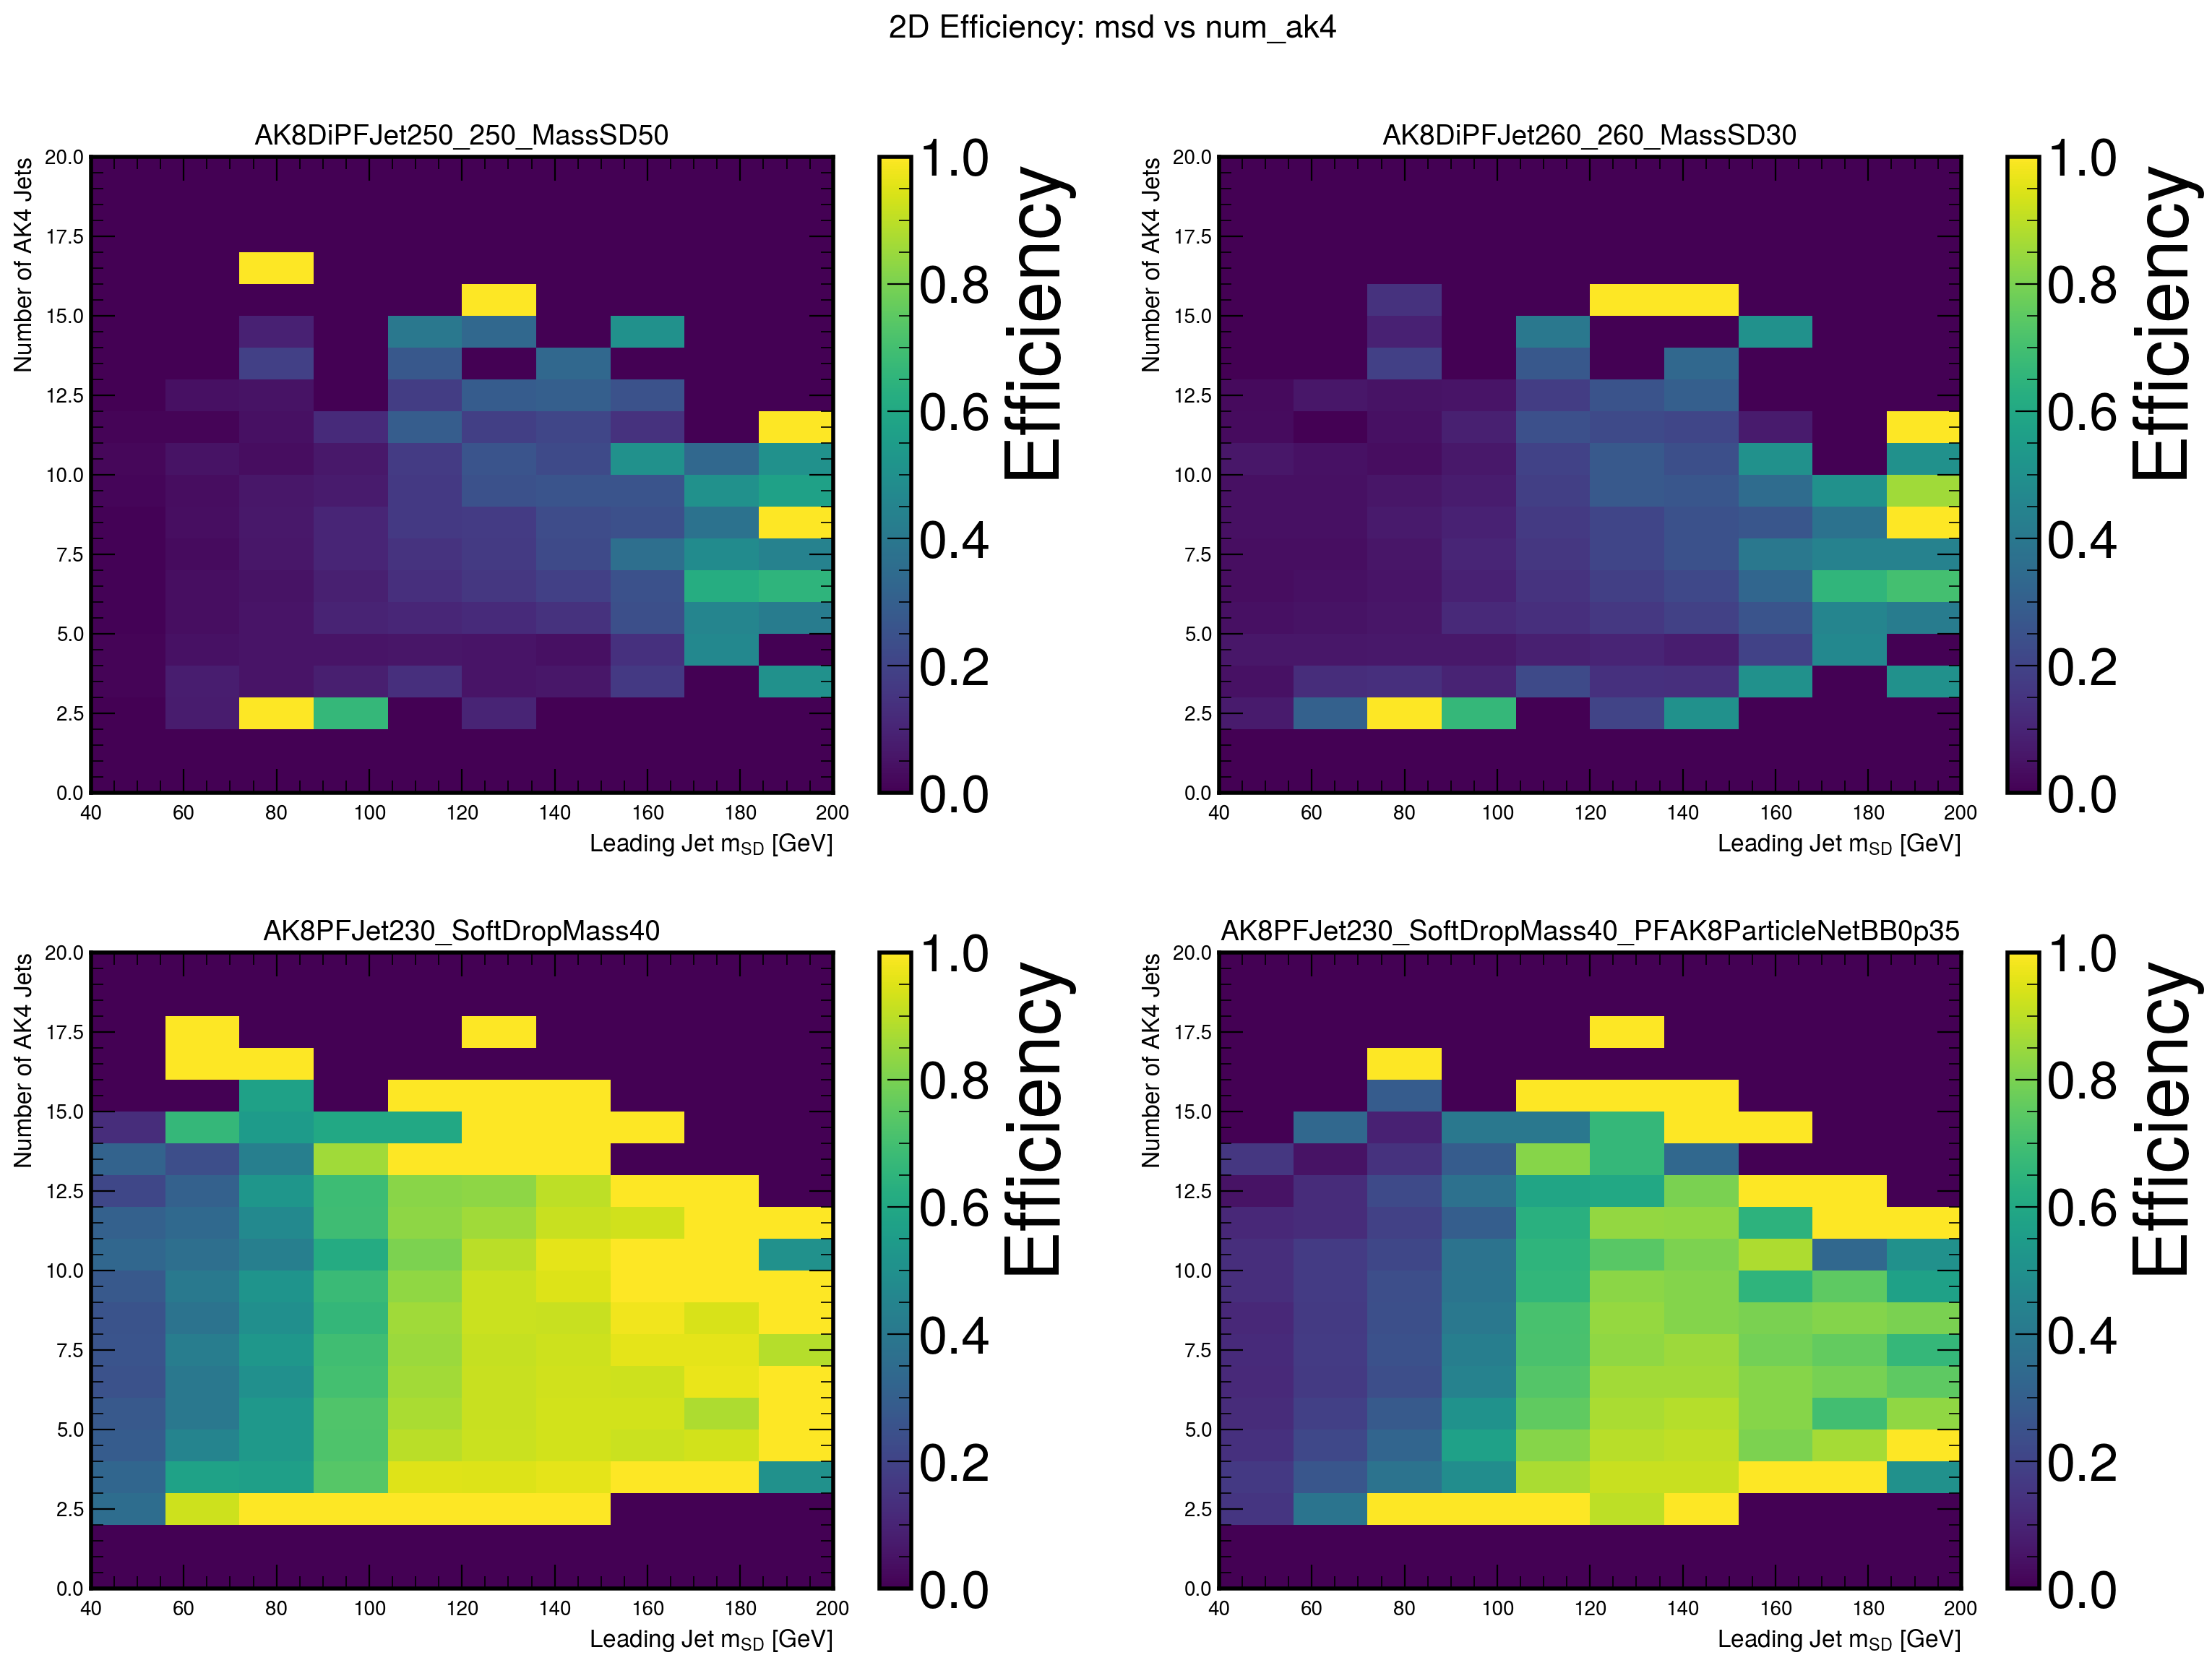 2D Efficiency: msd vs num_ak4
AK8DiPFJet250_250_MassSD50
Number of AK4 Jets
20.0
17.5
15.0
12.5
10.0
7.5
5.0
2.5
0.0
40 60 80 100 120 140 160 180 200
Leading Jet m_SD [GeV]
1.0
0.8
0.6
0.4
0.2
0.0
Efficiency
AK8DiPFJet260_260_MassSD30
Number of AK4 Jets
20.0
17.5
15.0
12.5
10.0
7.5
5.0
2.5
0.0
40 60 80 100 120 140 160 180 200
Leading Jet m_SD [GeV]
1.0
0.8
0.6
0.4
0.2
0.0
Efficiency
AK8PFJet230_SoftDropMass40
Number of AK4 Jets
20.0
17.5
15.0
12.5
10.0
7.5
5.0
2.5
0.0
40 60 80 100 120 140 160 180 200
Leading Jet m_SD [GeV]
1.0
0.8
0.6
0.4
0.2
0.0
Efficiency
AK8PFJet230_SoftDropMass40_PFAK8ParticleNetBB0p35
Number of AK4 Jets
20.0
17.5
15.0
12.5
10.0
7.5
5.0
2.5
0.0
40 60 80 100 120 140 160 180 200
Leading Jet m_SD [GeV]
1.0
0.8
0.6
0.4
0.2
0.0
Efficiency